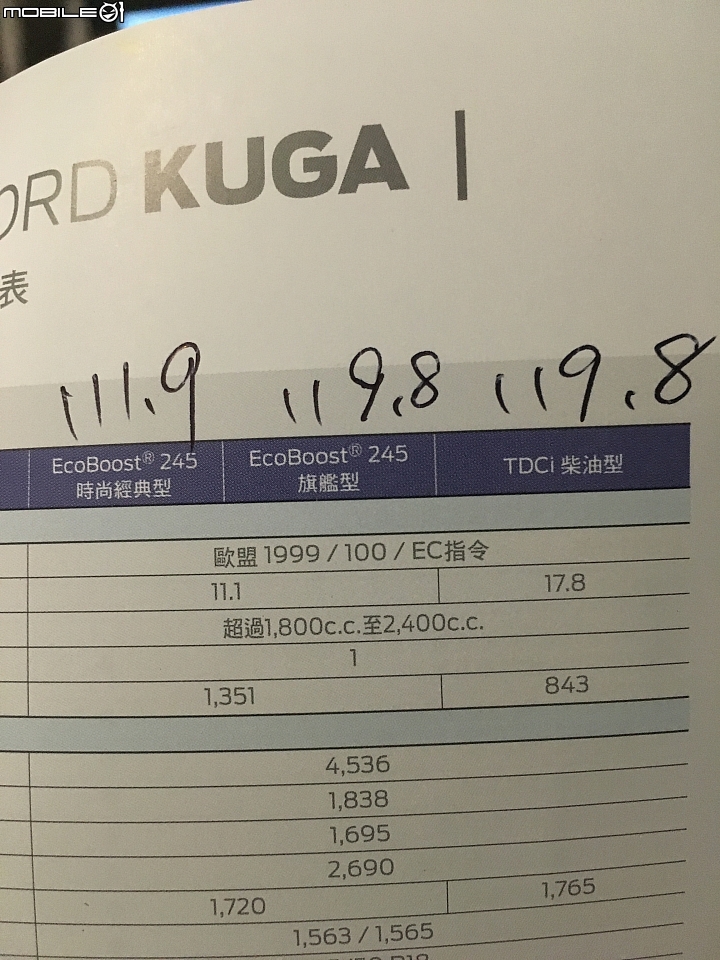 MOBILE01
ORD KUGA |
表
111.9 119.8 119.8
EcoBoost® 245 EcoBoost® 245 TDCi 柴油型
時尚經典型 旗艦型
歐盟 1999 / 100 / EC指令
11.1 17.8
超過1,800c.c.至2,400c.c.
1
1,351 843
4,536
1,838
1,695
2,690
1,720 1,765
1,563 / 1,565